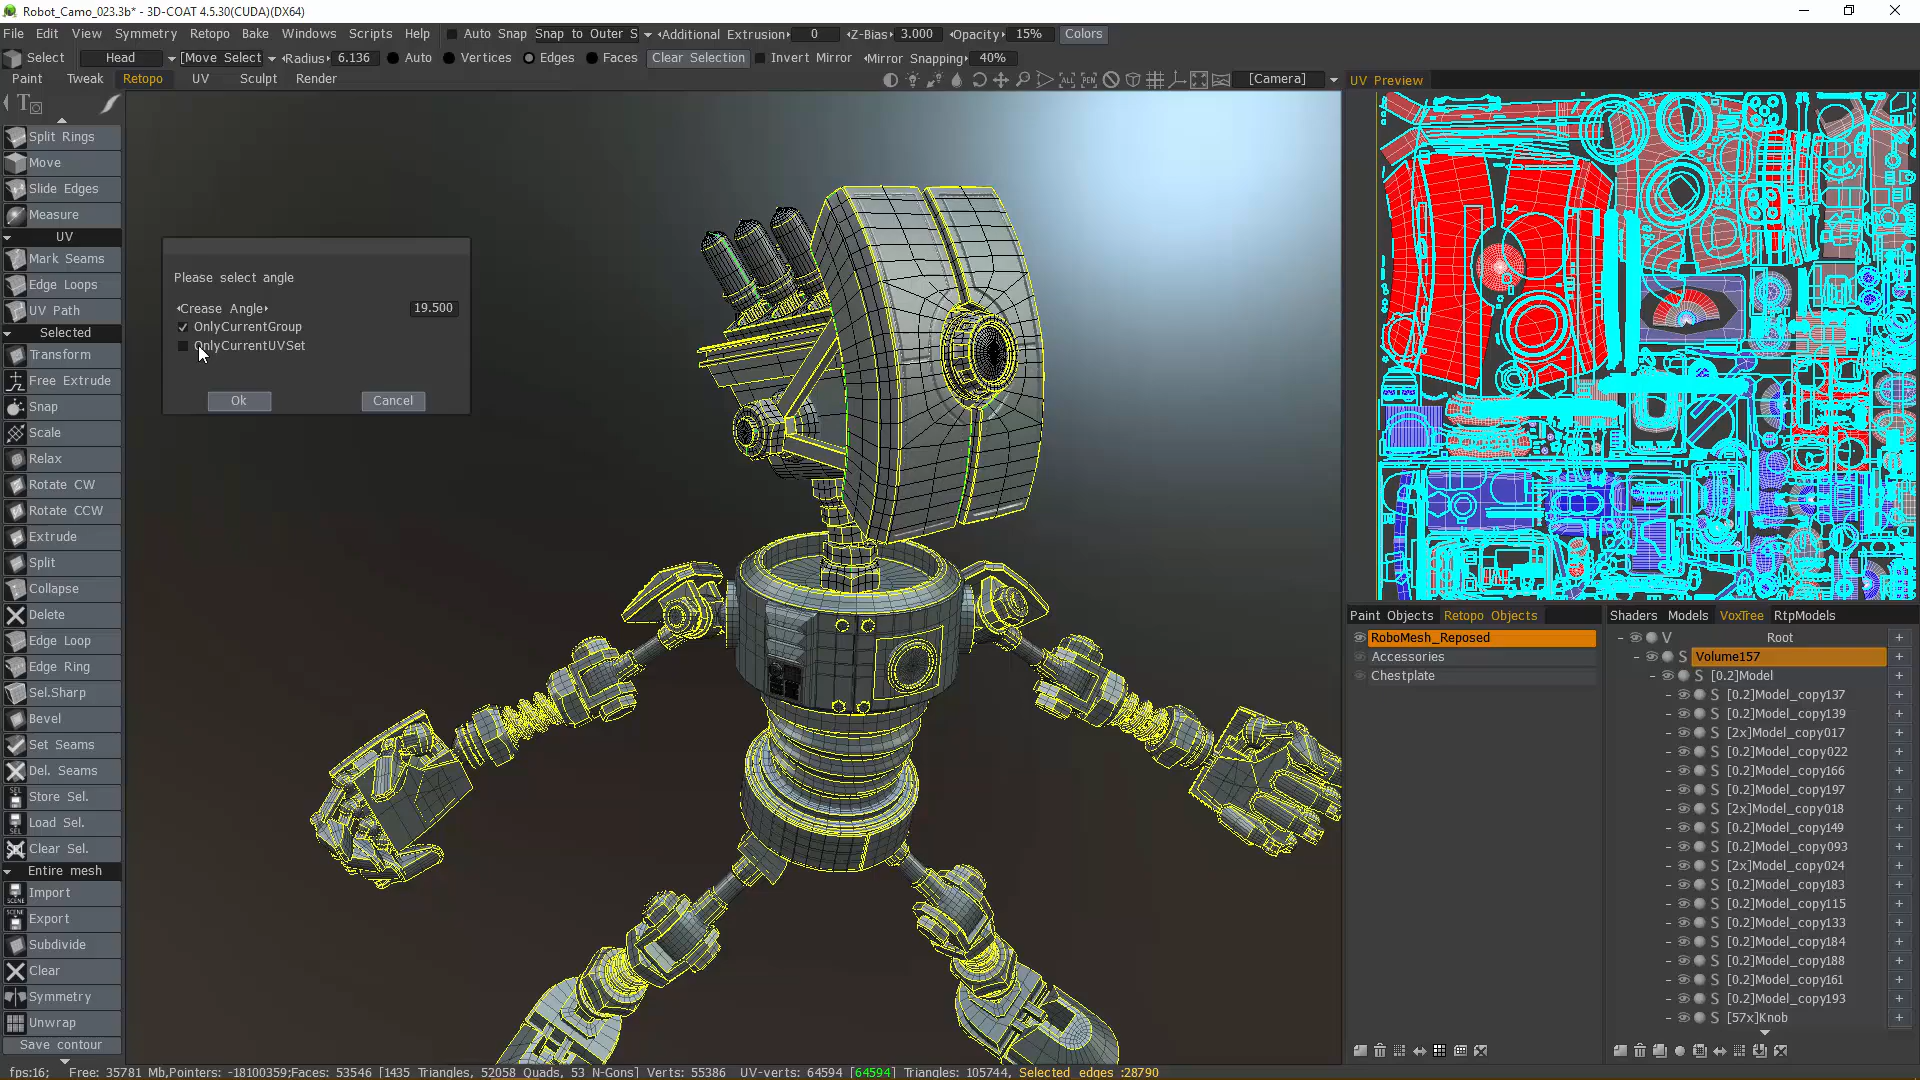 Robot_Camo_023.3b* - 3D-COAT 4.5.30(CUDA)(DX64)
File Edit View Symmetry Retopo Bake Windows Scripts Help Auto Snap Snap to Outer S Additional Extrusion 0 Z-Bias 3.000 Opacity 15% Colors
Select Head [Move Select Radius 6.136 Auto Vertices Edges Faces Clear Selection Invert Mirror Mirror Snapping 40%
Paint Tweak Retopo UV Sculpt Render ALL PEN [Camera] UV Preview
Split Rings
Move
Slide Edges
Measure
UV
Mark Seams
Edge Loops
UV Path
Selected
Transform
Free Extrude
Snap
Scale
Relax
Rotate CW
Rotate CCW
Extrude
Split
Collapse
Delete
Edge Loop
Edge Ring
Sel.Sharp
Bevel
Set Seams
Del. Seams
Store Sel.
Load Sel.
Clear Sel.
Entire mesh
Import
Export
Subdivide
Clear
Symmetry
Unwrap
Save contour
Please select angle
Crease Angle 19.500
OnlyCurrentGroup
OnlyCurrentUVSet
Ok Cancel
Paint Objects Retopo Objects
RoboMesh_Reposed
Accessories
Chestplate
Shaders Models VoxTree RtpModels
V Root +
S Volume157 +
S [0.2]Model +
S [0.2]Model_copy137 +
S [0.2]Model_copy139 +
S [2x]Model_copy017 +
S [0.2]Model_copy022 +
S [0.2]Model_copy166 +
S [0.2]Model_copy197 +
S [2x]Model_copy018 +
S [0.2]Model_copy149 +
S [0.2]Model_copy093 +
S [2x]Model_copy024 +
S [0.2]Model_copy183 +
S [0.2]Model_copy115 +
S [0.2]Model_copy133 +
S [0.2]Model_copy184 +
S [0.2]Model_copy188 +
S [0.2]Model_copy161 +
S [0.2]Model_copy193 +
S [57x]Knob +
fps:16; Free: 35781 Mb,Pointers: -18100359;Faces: 53546 [1435 Triangles, 52058 Quads, 53 N-Gons] Verts: 55386 UV-verts: 64594 [64594] Triangles: 105744, Selected edges :28790